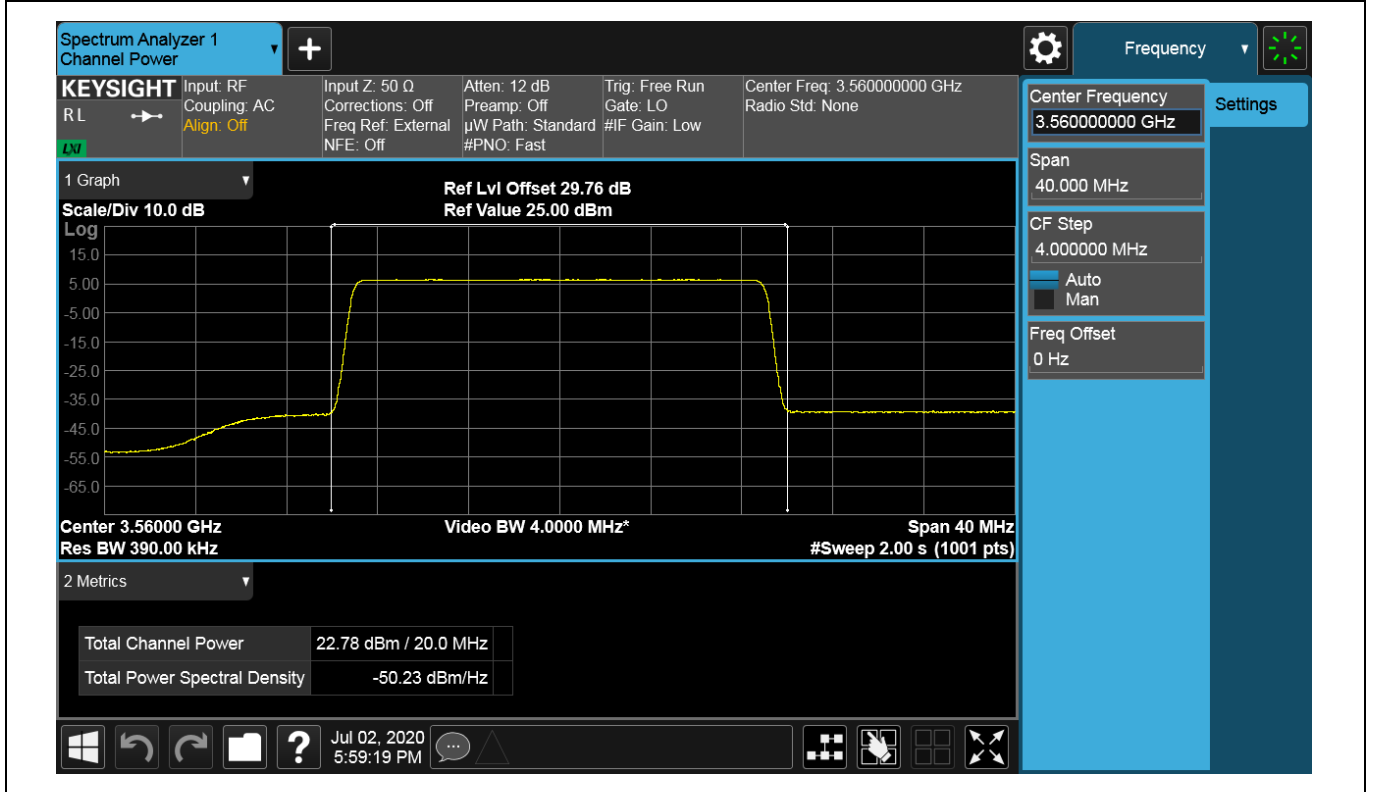 Spectrum Analyzer 1
Channel Power
+
Frequency
KEYSIGHT
RL
LXI
Input: RF
Coupling: AC
Align: Off
Input Z: 50 Ω
Corrections: Off
Freq Ref: External
NFE: Off
Atten: 12 dB
Preamp: Off
µW Path: Standard
#PNO: Fast
Trig: Free Run
Gate: LO
#IF Gain: Low
Center Freq: 3.560000000 GHz
Radio Std: None
Center Frequency
3.560000000 GHz
Settings
Span
40.000 MHz
CF Step
4.000000 MHz
Auto
Man
Freq Offset
0 Hz
1 Graph
Scale/Div 10.0 dB
Ref Lvl Offset 29.76 dB
Ref Value 25.00 dBm
Log
15.0
5.00
-5.00
-15.0
-25.0
-35.0
-45.0
-55.0
-65.0
Center 3.56000 GHz
Video BW 4.0000 MHz*
Span 40 MHz
Res BW 390.00 kHz
#Sweep 2.00 s (1001 pts)
2 Metrics
Total Channel Power 22.78 dBm / 20.0 MHz
Total Power Spectral Density -50.23 dBm/Hz
?
Jul 02, 2020
5:59:19 PM